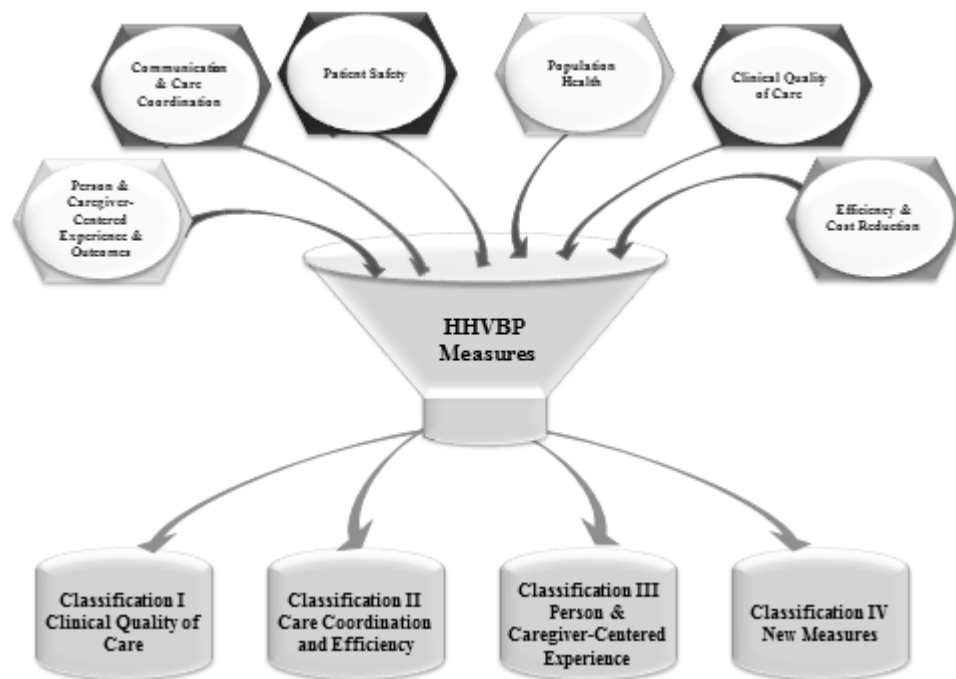 Communication
& Care
Coordination
Patient Safety
Population
Health
Clinical Quality
of Care
Person &
Caregiver-
Centered
Experience &
Outcomes
Efficiency &
Cost Reduction
HHVBP
Measures
Classification I
Clinical Quality of
Care
Classification II
Care Coordination
and Efficiency
Classification III
Person &
Caregiver-Centered
Experience
Classification IV
New Measures